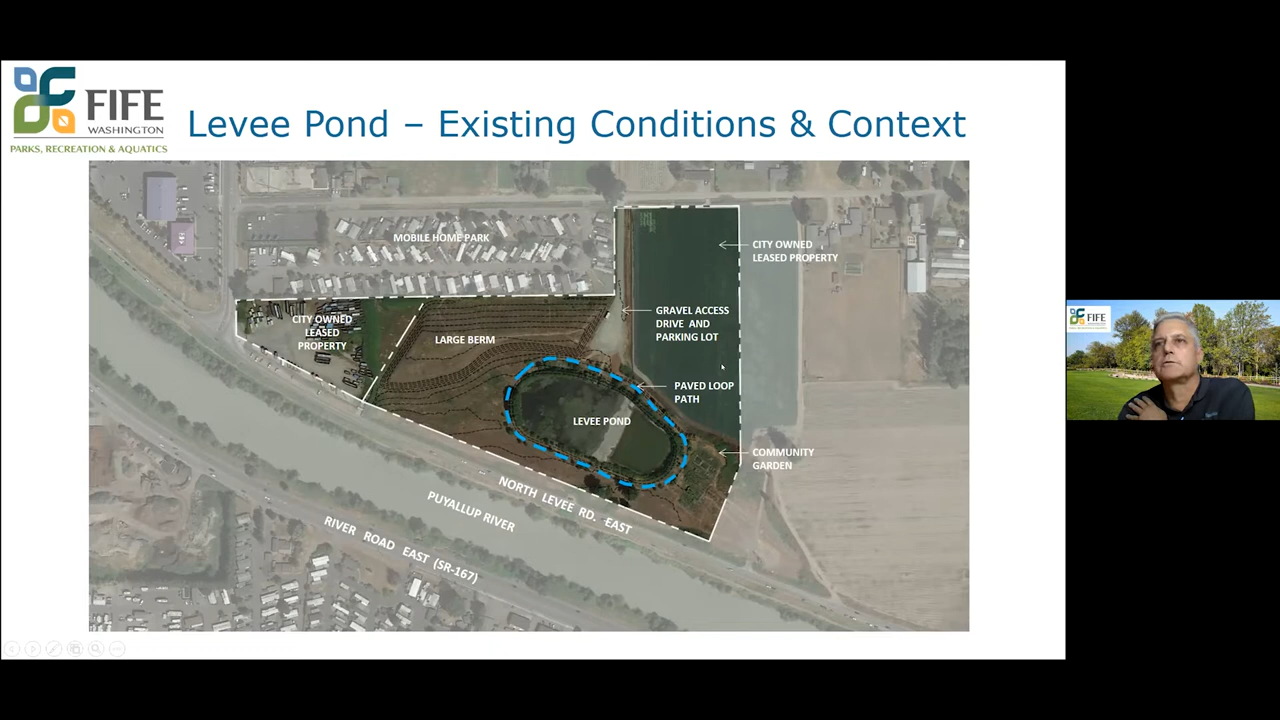 FIFE
WASHINGTON
PARKS, RECREATION & AQUATICS
Levee Pond – Existing Conditions & Context
MOBILE HOME PARK
CITY OWNED
LEASED PROPERTY
CITY OWNED
LEASED
PROPERTY
LARGE BERM
GRAVEL ACCESS
DRIVE AND
PARKING LOT
PAVED LOOP
PATH
LEVEE POND
COMMUNITY
GARDEN
NORTH LEVEE RD. EAST
PUYALLUP RIVER
RIVER ROAD EAST (SR-167)
FIFE